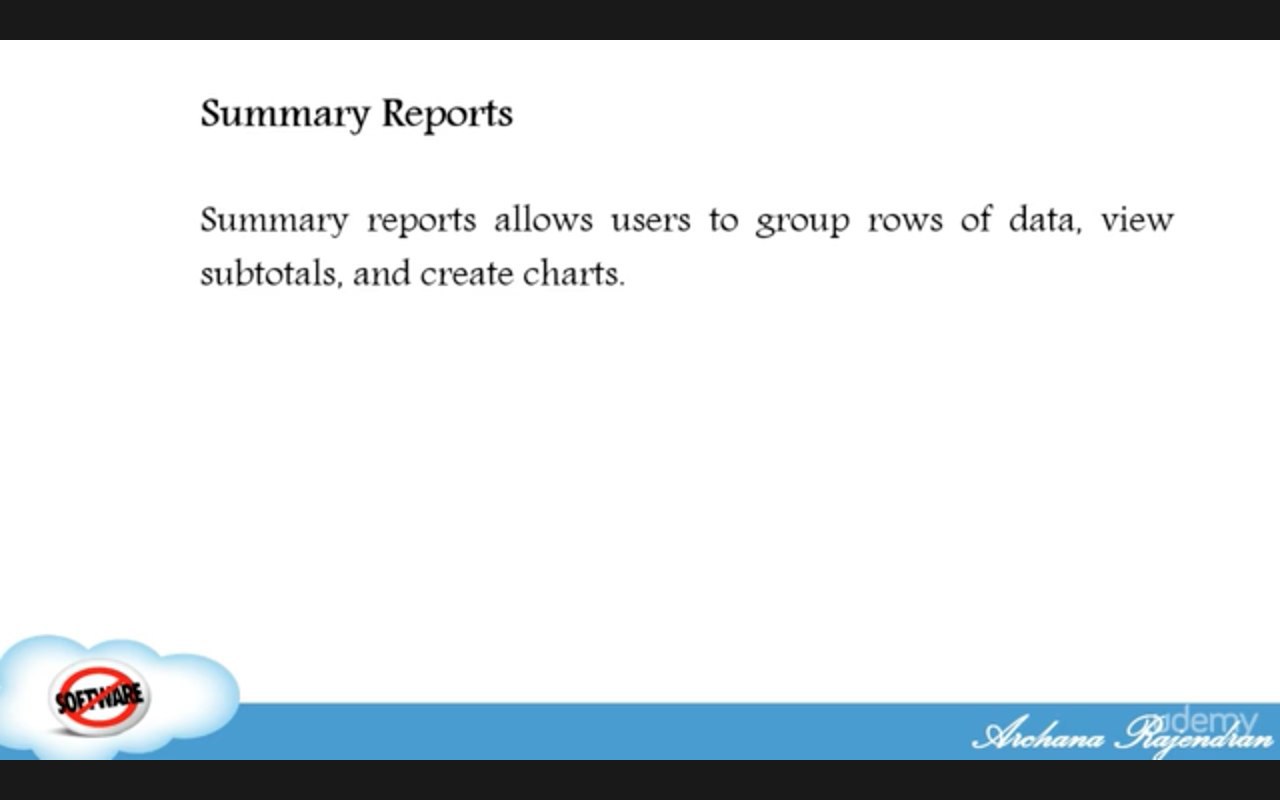 Summary Reports
Summary reports allows users to group rows of data, view
subtotals, and create charts.
SOFTWARE
udemy
Archana Rajendran